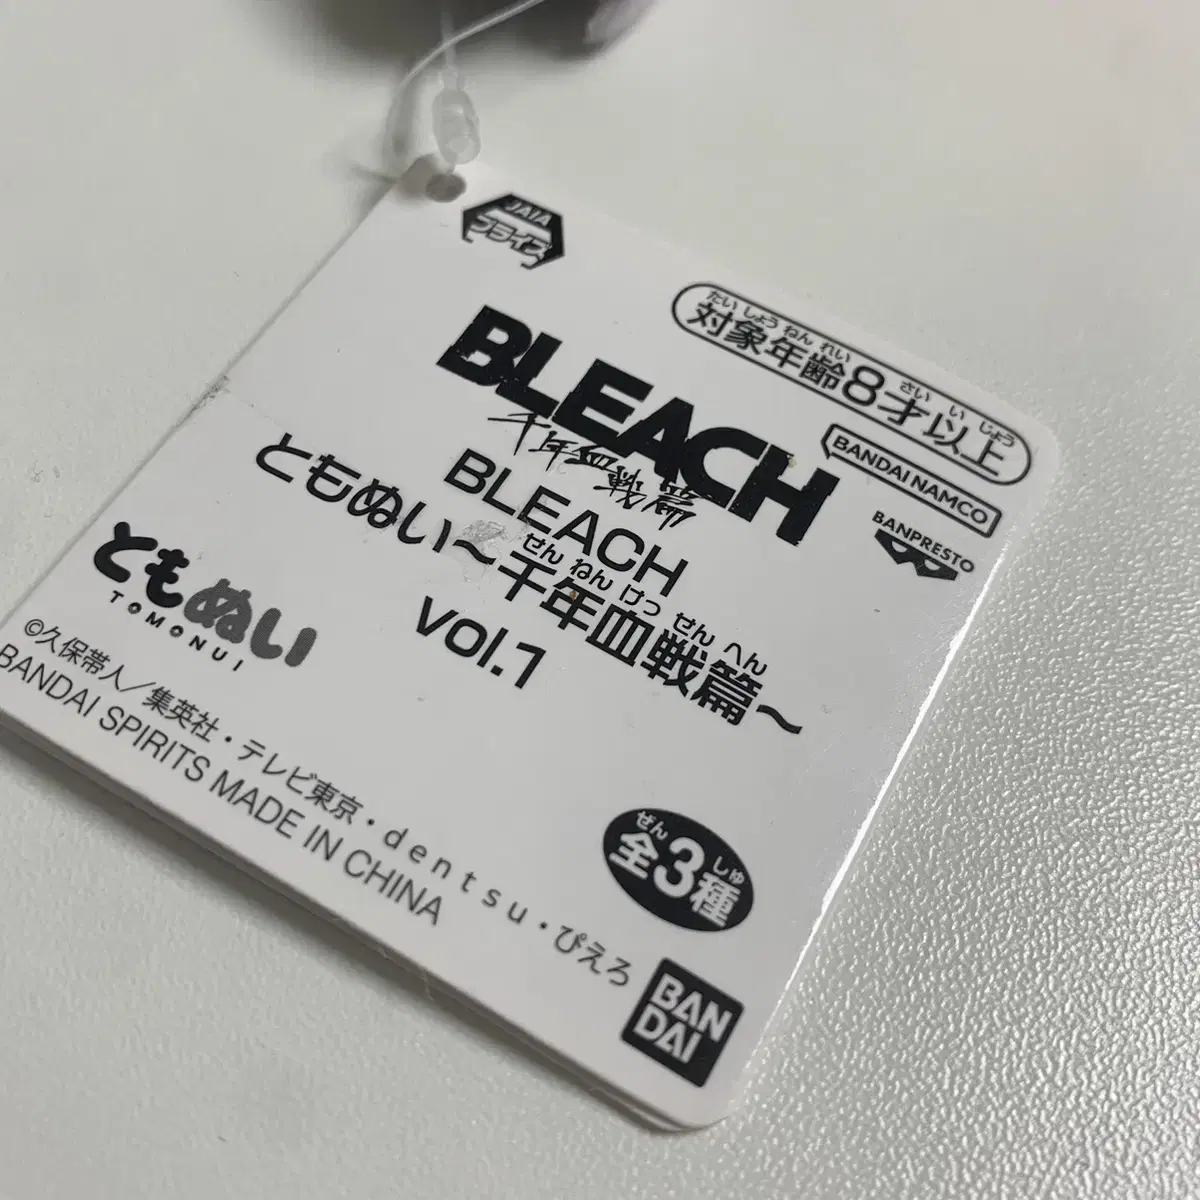 JAIA
プライズ
たいしょうねんれい さいいじょう
対象年齢8才以上
BLEACH
千年血戦篇
BANDAI NAMCO
BANPRESTO
BLEACH
せんねんけっせんへん
ともぬい～千年血戦篇～
vol.1
ともぬい
TOMONUI
ぜん しゅ
全3種
©久保帯人／集英社・テレビ東京・dentsu・ぴえろ
BANDAI SPIRITS MADE IN CHINA
BAN
DAI